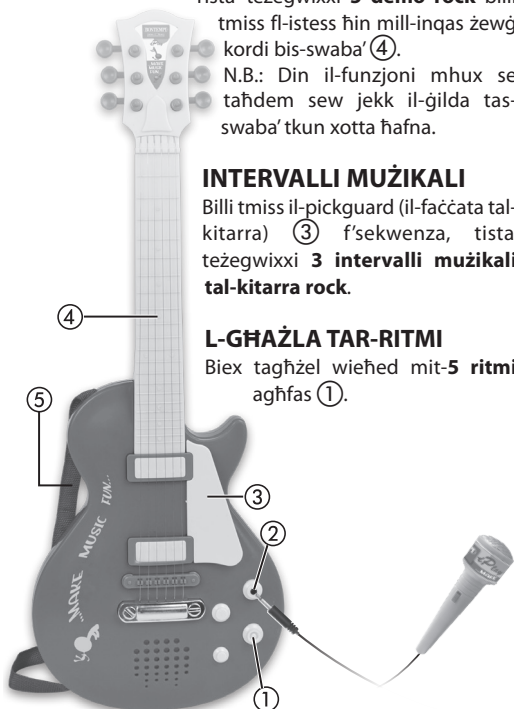 tista' teżegwixxi 5 demo rock billi
tmiss fl-istess ħin mill-inqas żewġ
kordi bis-swaba' ④.
N.B.: Din il-funzjoni mhux se
taħdem sew jekk il-ġilda tas-
swaba' tkun xotta ħafna.
INTERVALLI MUŻIKALI
Billi tmiss il-pickguard (il-faċċata tal-
kitarra) ③ f'sekwenza, tista
teżegwixxi 3 intervalli mużikali
tal-kitarra rock.
L-GĦAŻLA TAR-RITMI
Biex tagħżel wieħed mit-5 ritmi
agħfas ①.
④
⑤
③
②
①
...MAKE MUSIC FUN...